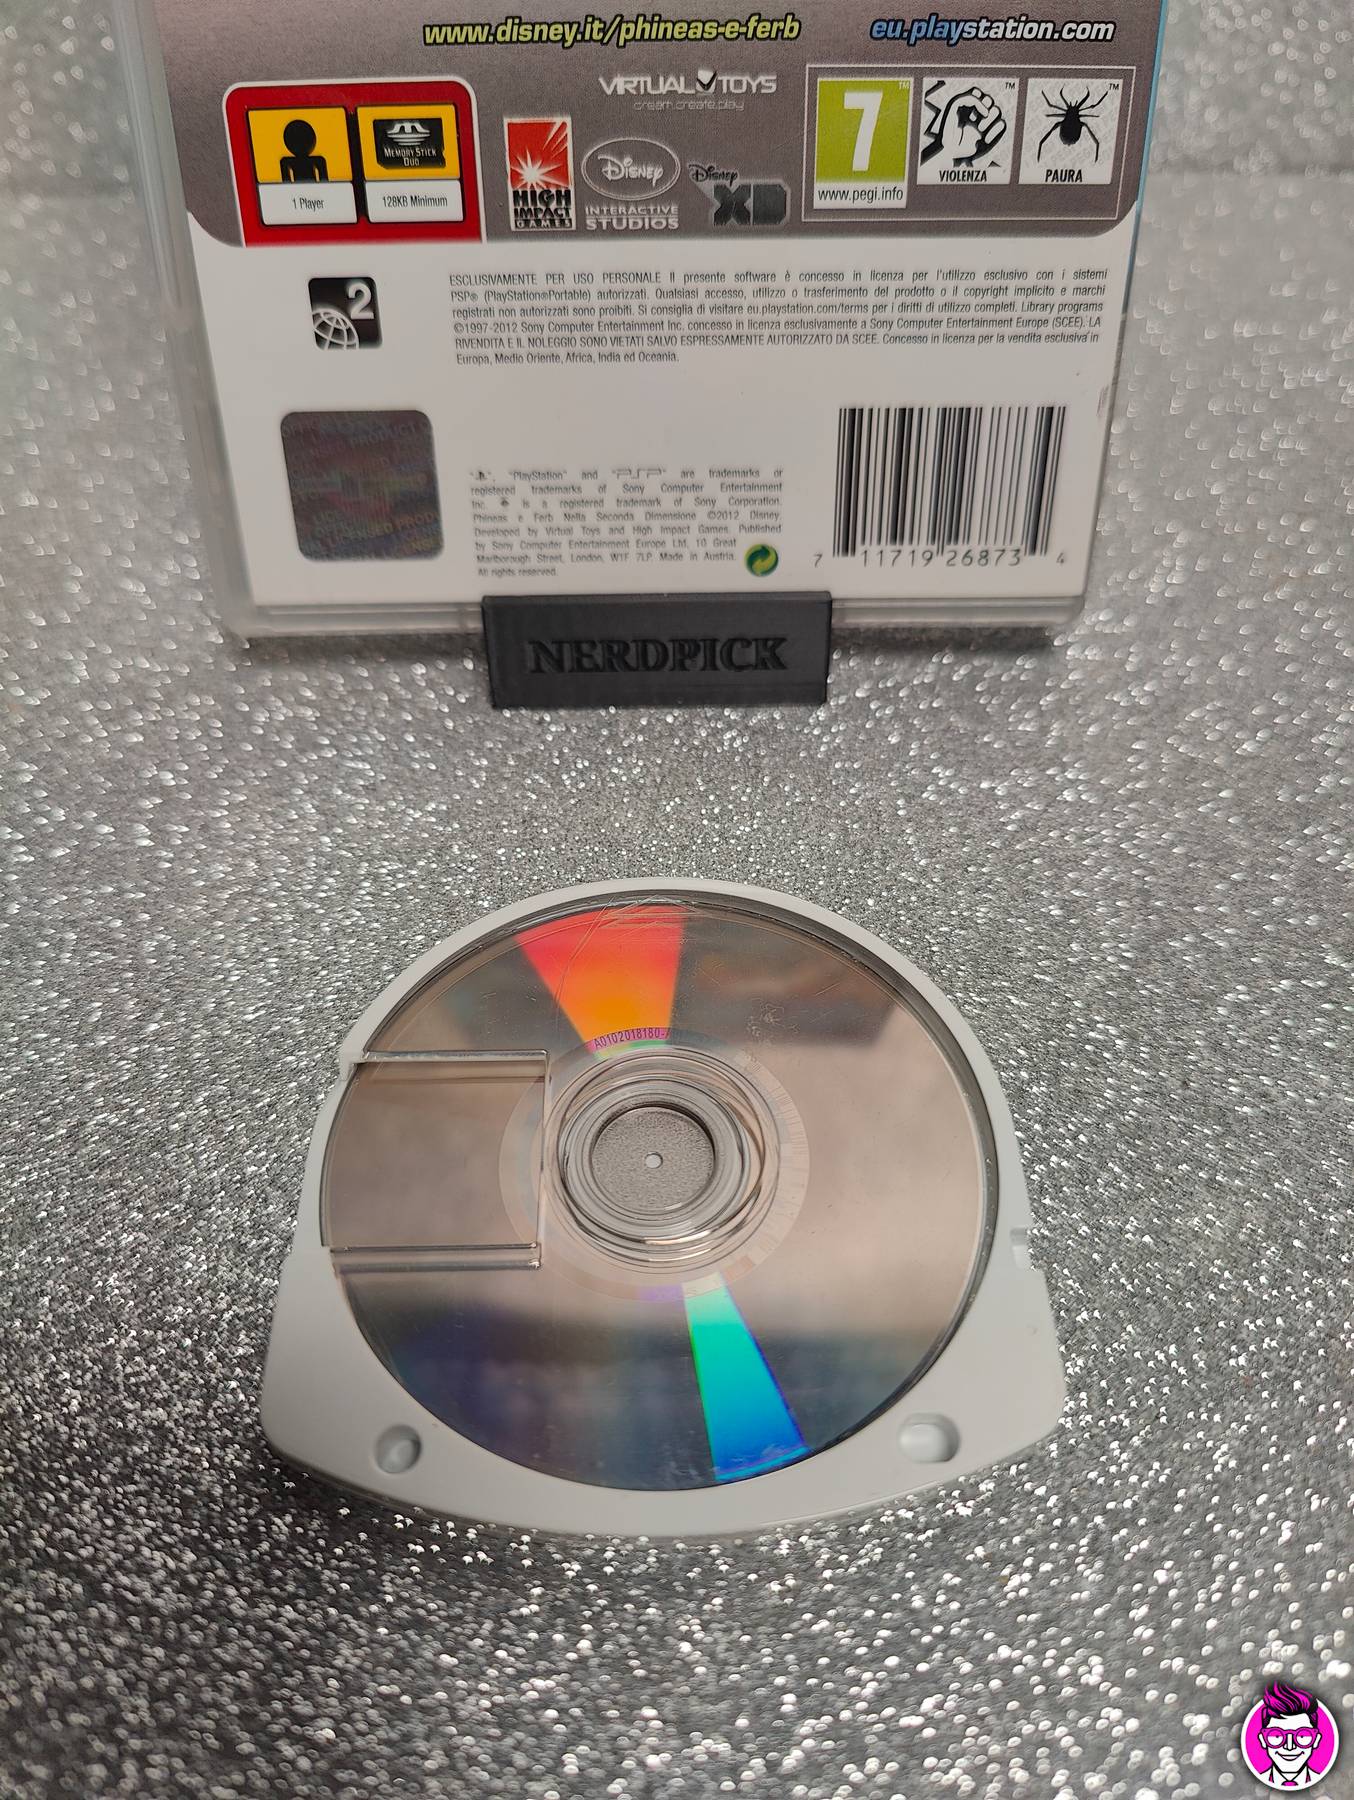 www.disney.it/phineas-e-ferb
eu.playstation.com
VIRTUAL TOYS
cream.create.play
1 Player
MEMORY STICK
DUO
128KB Minimum
HIGH
IMPACT
GAMES
Disney
INTERACTIVE
STUDIOS
Disney
XD
7
www.pegi.info
VIOLENZA
PAURA
2
ESCLUSIVAMENTE PER USO PERSONALE Il presente software è concesso in licenza per l'utilizzo esclusivo con i sistemi
PSP® (PlayStation®Portable) autorizzati. Qualsiasi accesso, utilizzo o trasferimento del prodotto o il copyright implicito e marchi
registrati non autorizzati sono proibiti. Si consiglia di visitare eu.playstation.com/terms per i diritti di utilizzo completi. Library programs
©1997-2012 Sony Computer Entertainment Inc. concesso in licenza esclusivamente a Sony Computer Entertainment Europe (SCEE). LA
RIVENDITA E IL NOLEGGIO SONO VIETATI SALVO ESPRESSAMENTE AUTORIZZATO DA SCEE. Concesso in licenza per la vendita esclusiva in
Europa, Medio Oriente, Africa, India ed Oceania.
PRODUCT
"PlayStation" and "PSP" are trademarks or
registered trademarks of Sony Computer Entertainment
Inc. is a registered trademark of Sony Corporation.
Phineas e Ferb Nella Seconda Dimensione ©2012 Disney.
Developed by Virtual Toys and High Impact Games. Published
by Sony Computer Entertainment Europe Ltd, 10 Great
Marlborough Street, London, W1F 7LP. Made in Austria.
All rights reserved.
7 11719 26873 4
NERDPICK
A0102018180-